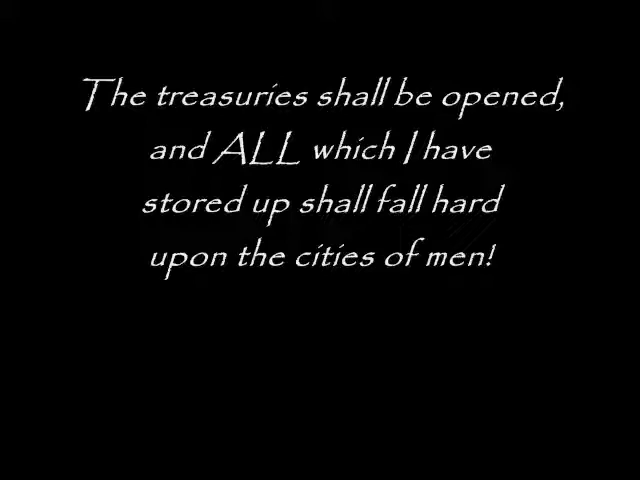 The treasuries shall be opened,
and ALL which I have
stored up shall fall hard
upon the cities of men!